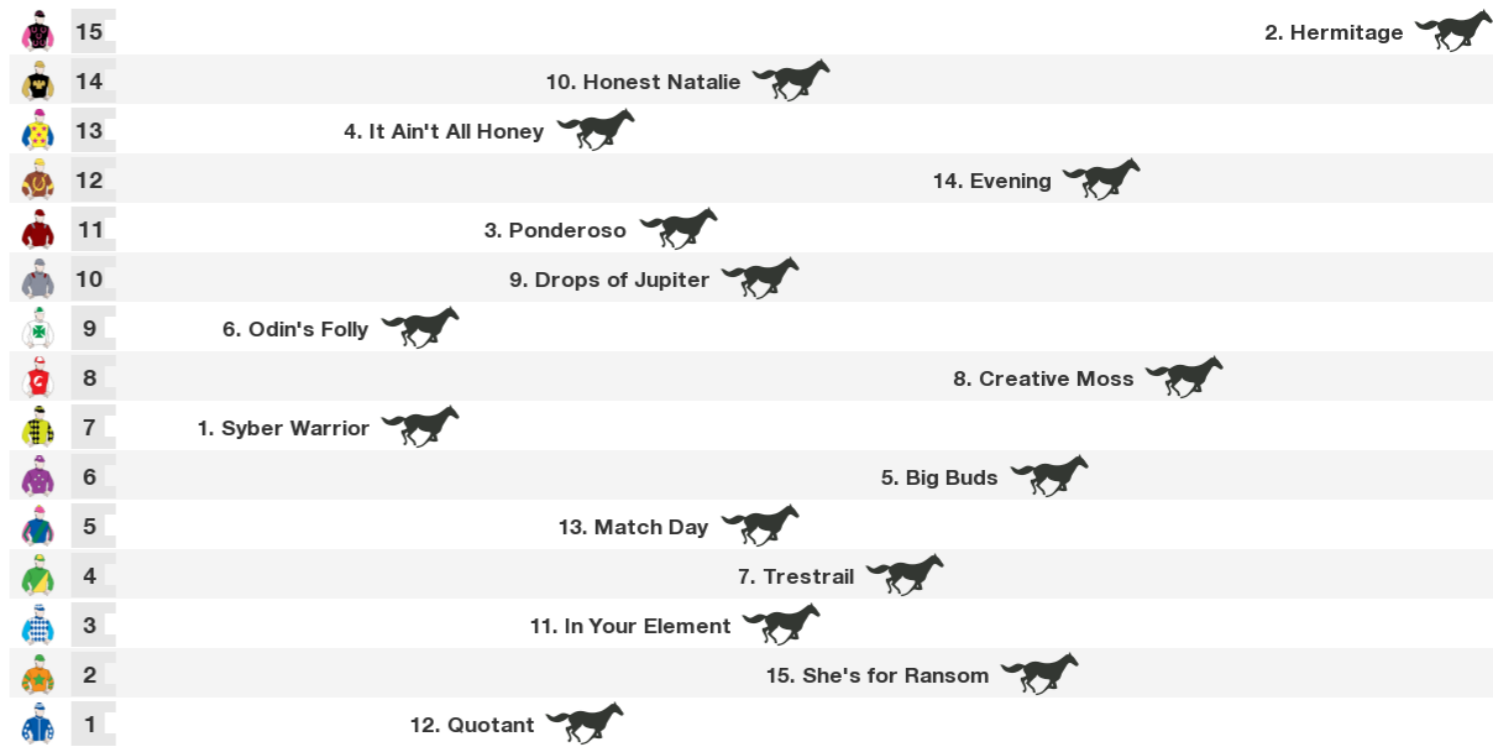 15 2. Hermitage
14 10. Honest Natalie
13 4. It Ain't All Honey
12 14. Evening
11 3. Ponderoso
10 9. Drops of Jupiter
9 6. Odin's Folly
8 8. Creative Moss
7 1. Syber Warrior
6 5. Big Buds
5 13. Match Day
4 7. Trestrail
3 11. In Your Element
2 15. She's for Ransom
1 12. Quotant